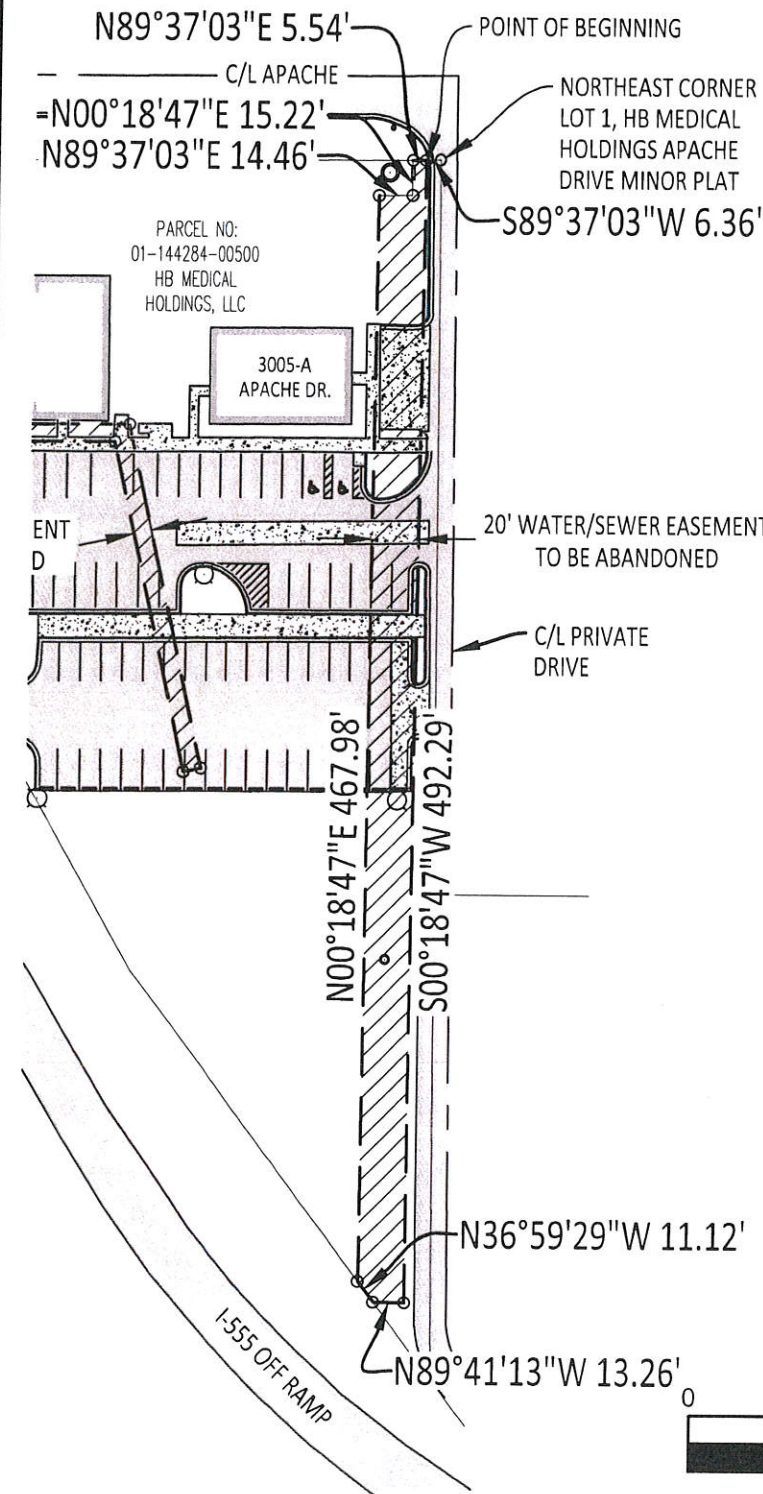 N89°37'03"E 5.54'
POINT OF BEGINNING
C/L APACHE
=N00°18'47"E 15.22'
N89°37'03"E 14.46'
NORTHEAST CORNER
LOT 1, HB MEDICAL
HOLDINGS APACHE
DRIVE MINOR PLAT
S89°37'03"W 6.36'
PARCEL NO:
01-144284-00500
HB MEDICAL
HOLDINGS, LLC
3005-A
APACHE DR.
ENT
D
20' WATER/SEWER EASEMENT
TO BE ABANDONED
C/L PRIVATE
DRIVE
N00°18'47"E 467.98'
S00°18'47"W 492.29'
N36°59'29"W 11.12'
N89°41'13"W 13.26'
I-555 OFF RAMP
0